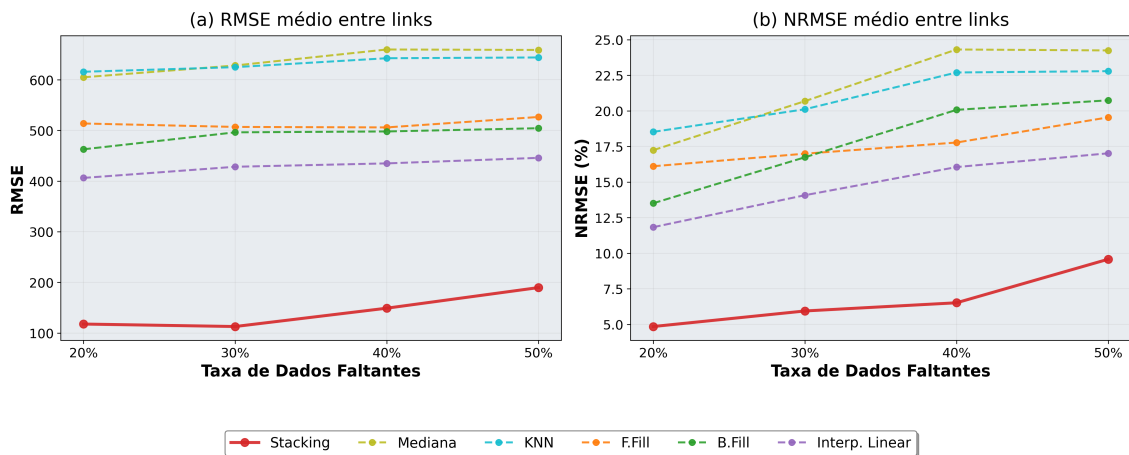 (a) RMSE médio entre links
RMSE
600
500
400
300
200
100
20%
30%
40%
50%
Taxa de Dados Faltantes
(b) NRMSE médio entre links
NRMSE (%)
25.0
22.5
20.0
17.5
15.0
12.5
10.0
7.5
5.0
20%
30%
40%
50%
Taxa de Dados Faltantes
Stacking
Mediana
KNN
F.Fill
B.Fill
Interp. Linear